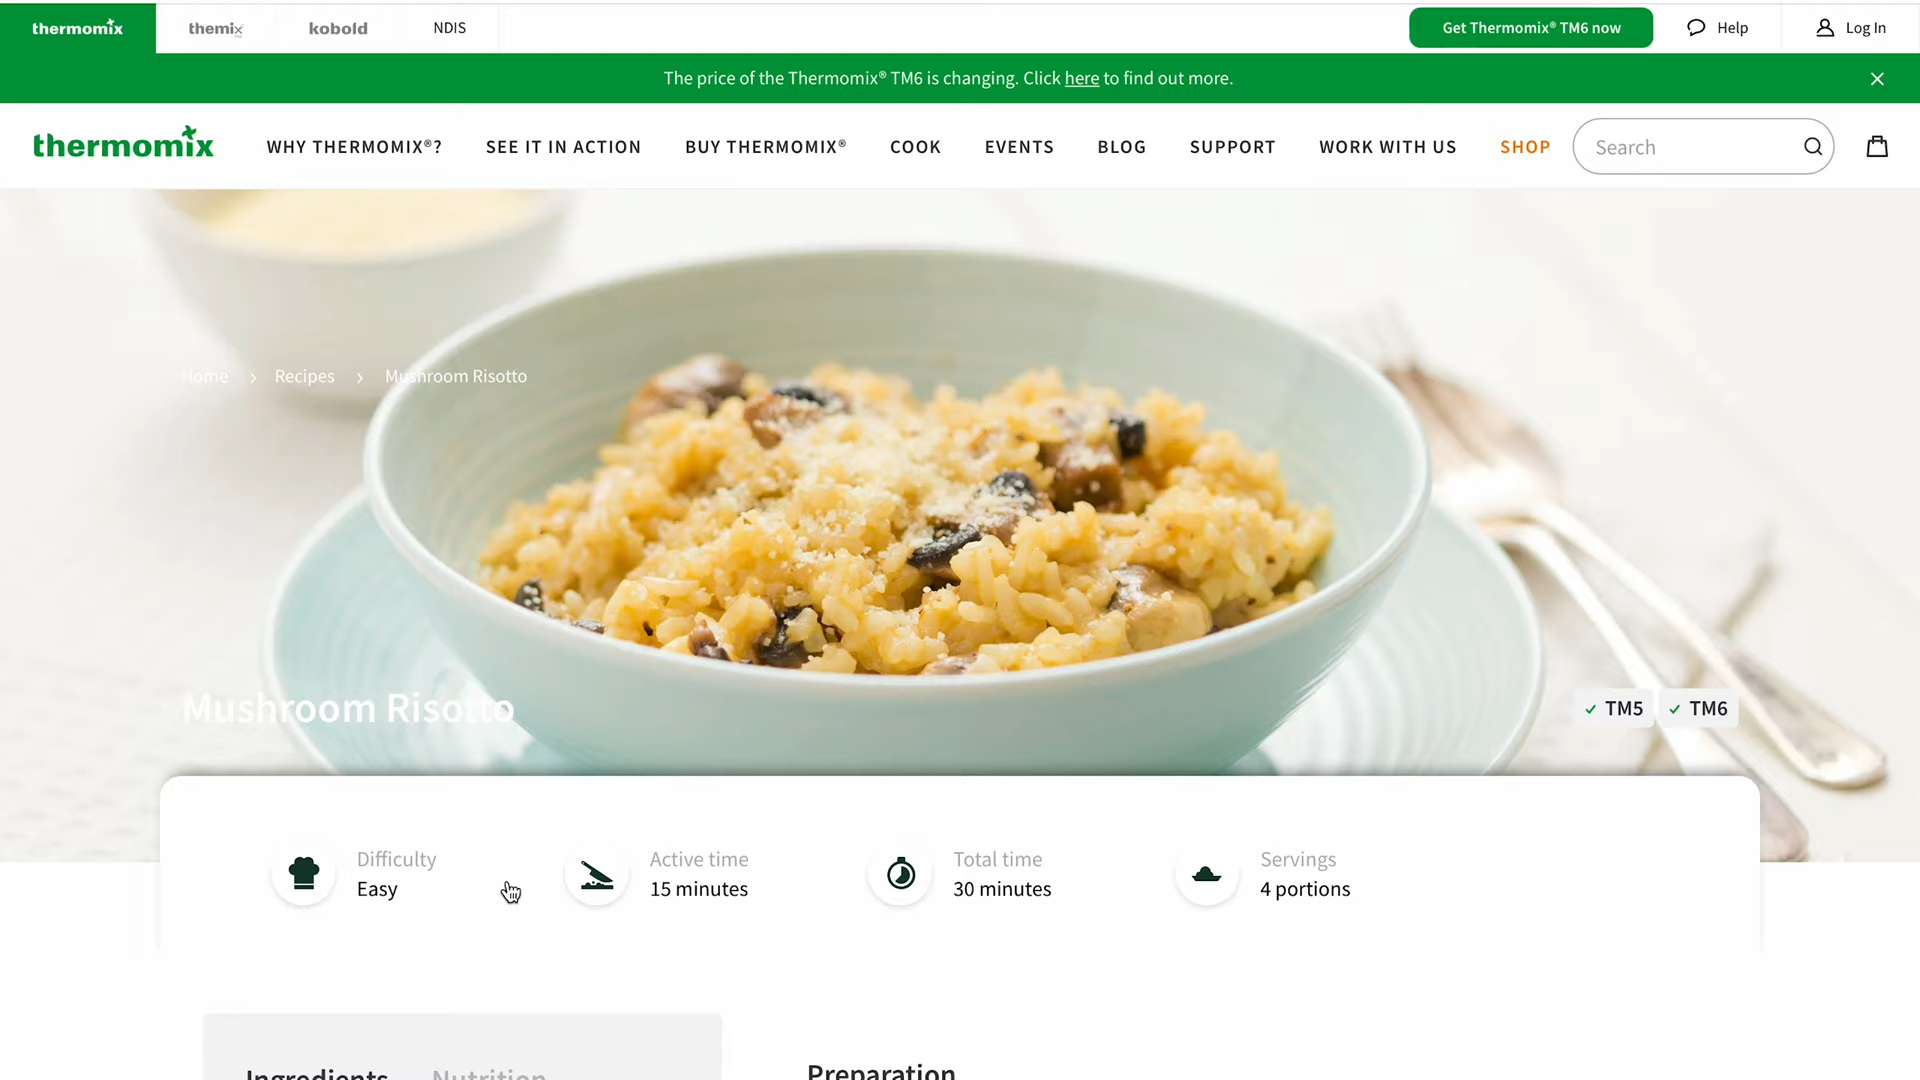 thermomix
themix
kobold
NDIS
Get Thermomix® TM6 now
Help
Log In
The price of the Thermomix® TM6 is changing. Click here to find out more.
thermomix
WHY THERMOMIX®?
SEE IT IN ACTION
BUY THERMOMIX®
COOK
EVENTS
BLOG
SUPPORT
WORK WITH US
SHOP
Search
Home > Recipes > Mushroom Risotto
Mushroom Risotto
TM5
TM6
Difficulty
Easy
Active time
15 minutes
Total time
30 minutes
Servings
4 portions
Ingredients
Nutrition
Preparation